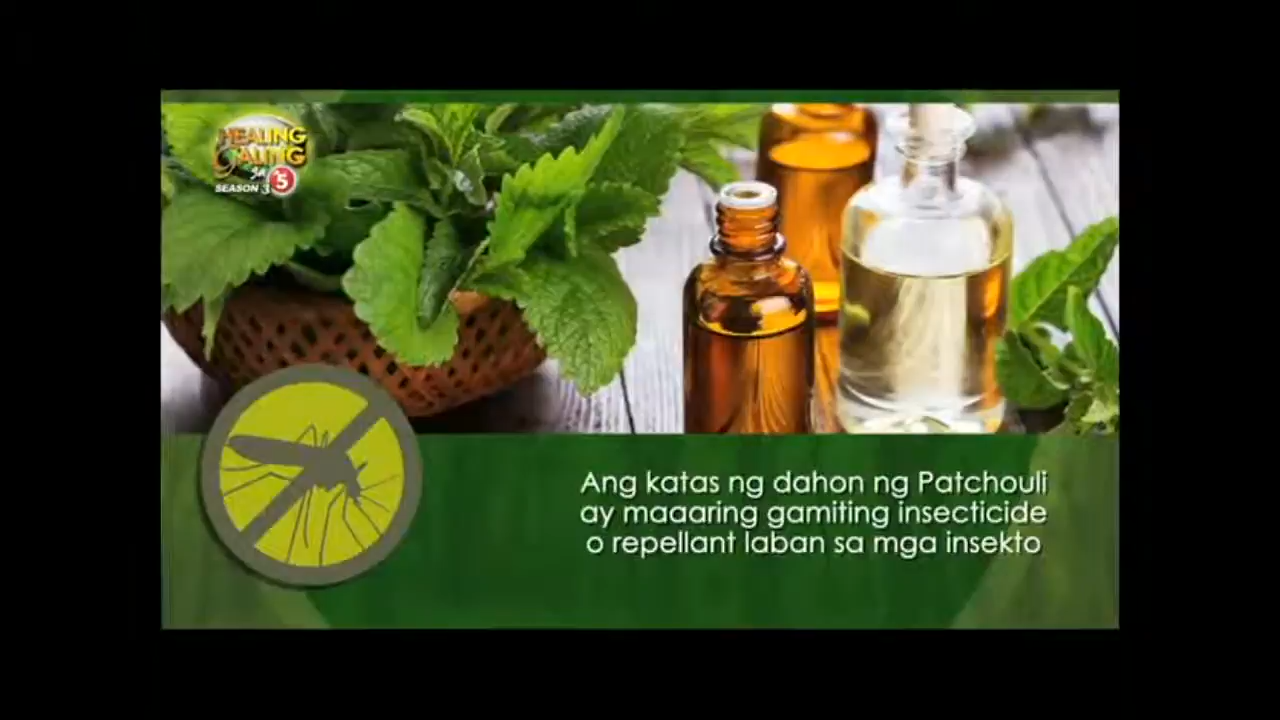 HEALING
GALING
sa 5
SEASON 3
Ang katas ng dahon ng Patchouli
ay maaaring gamiting insecticide
o repellant laban sa mga insekto